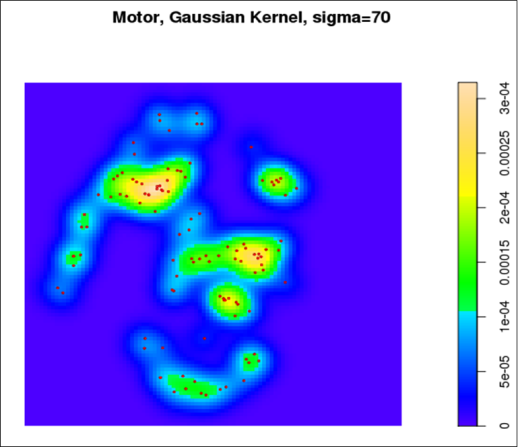 Motor, Gaussian Kernel, sigma=70
3e-04
0.00025
2e-04
0.00015
1e-04
5e-05
0